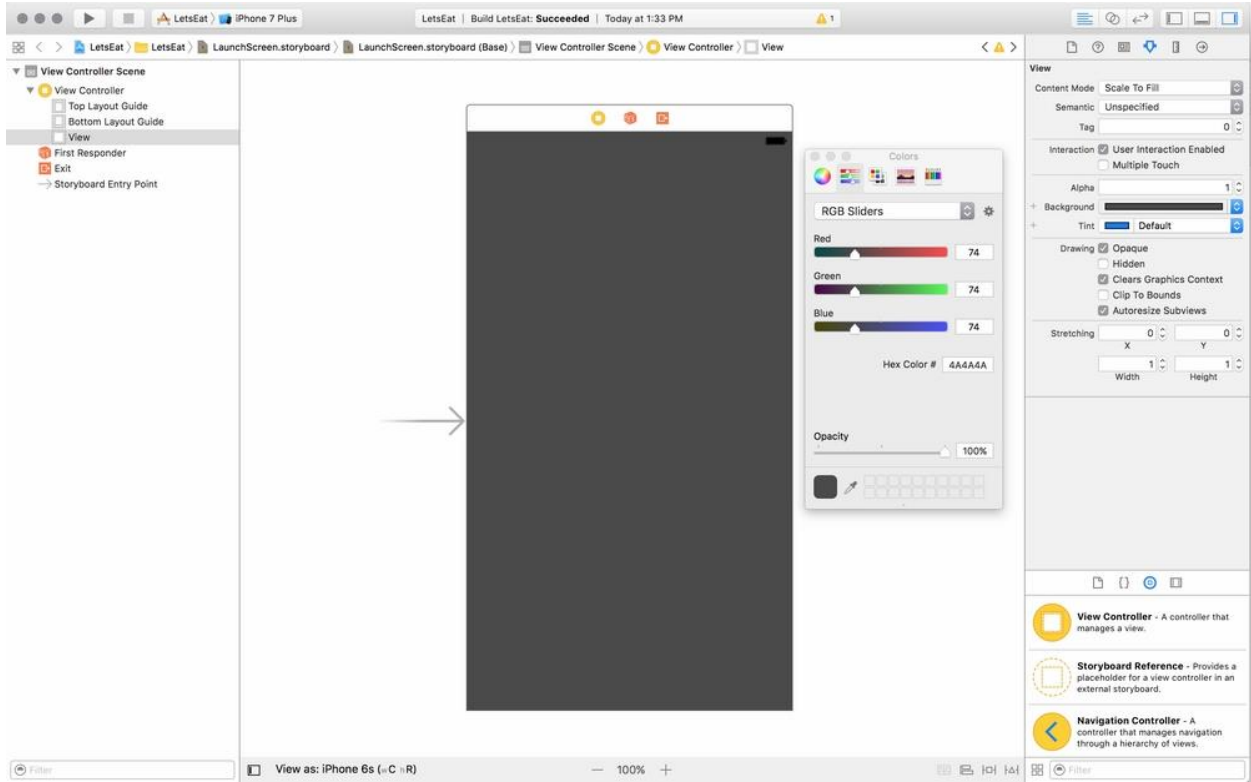 LetsEat 〉 iPhone 7 Plus
LetsEat | Build LetsEat: Succeeded | Today at 1:33 PM
1
LetsEat 〉 LetsEat 〉 LaunchScreen.storyboard 〉 LaunchScreen.storyboard (Base) 〉 View Controller Scene 〉 View Controller 〉 View
View Controller Scene
View Controller
Top Layout Guide
Bottom Layout Guide
View
First Responder
Exit
Storyboard Entry Point
Filter
Colors
RGB Sliders
Red
74
Green
74
Blue
74
Hex Color # 4A4A4A
Opacity
100%
View as: iPhone 6s (wC hR)
— 100% +
View
Content Mode Scale To Fill
Semantic Unspecified
Tag 0
Interaction User Interaction Enabled
Multiple Touch
Alpha 1
+ Background
+ Tint Default
Drawing Opaque
Hidden
Clears Graphics Context
Clip To Bounds
Autoresize Subviews
Stretching 0 0
X Y
1 1
Width Height
{}
View Controller - A controller that
manages a view.
Storyboard Reference - Provides a
placeholder for a view controller in an
external storyboard.
Navigation Controller - A
controller that manages navigation
through a hierarchy of views.
Filter